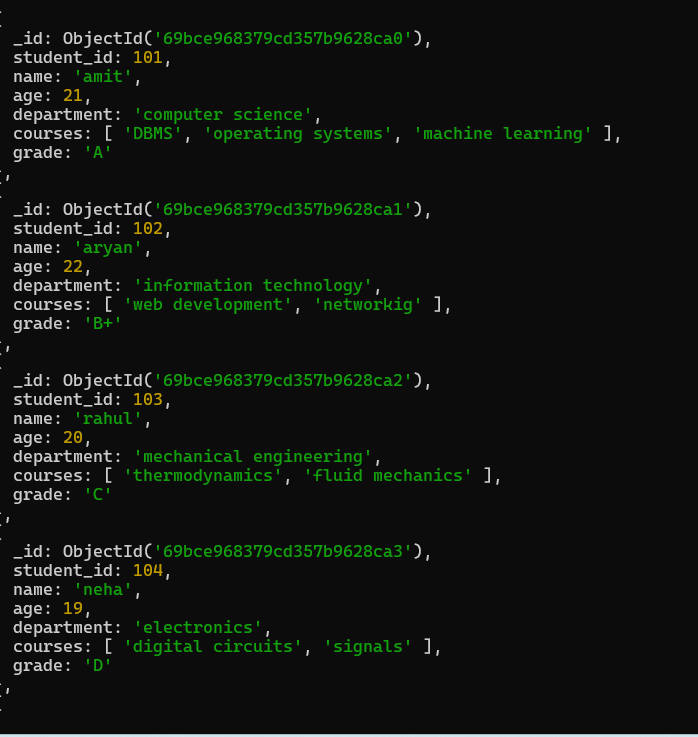 {
_id: ObjectId('69bce968379cd357b9628ca0'),
student_id: 101,
name: 'amit',
age: 21,
department: 'computer science',
courses: [ 'DBMS', 'operating systems', 'machine learning' ],
grade: 'A'
},
{
_id: ObjectId('69bce968379cd357b9628ca1'),
student_id: 102,
name: 'aryan',
age: 22,
department: 'information technology',
courses: [ 'web development', 'networkig' ],
grade: 'B+'
},
{
_id: ObjectId('69bce968379cd357b9628ca2'),
student_id: 103,
name: 'rahul',
age: 20,
department: 'mechanical engineering',
courses: [ 'thermodynamics', 'fluid mechanics' ],
grade: 'C'
},
{
_id: ObjectId('69bce968379cd357b9628ca3'),
student_id: 104,
name: 'neha',
age: 19,
department: 'electronics',
courses: [ 'digital circuits', 'signals' ],
grade: 'D'
},
{